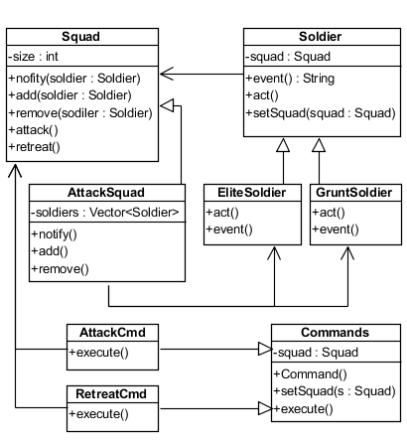 Squad
-size : int
+nofity(soldier : Soldier)
+add(soldier : Soldier)
+remove(sodiler : Soldier)
+attack()
+retreat()
Soldier
-squad : Squad
+event() : String
+act()
+setSquad(squad : Squad)
AttackSquad
-soldiers : Vector<Soldier>
+notify()
+add()
+remove()
EliteSoldier
+act()
+event()
GruntSoldier
+act()
+event()
AttackCmd
+execute()
Commands
-squad : Squad
+Command()
+setSquad(s : Squad)
+execute()
RetreatCmd
+execute()